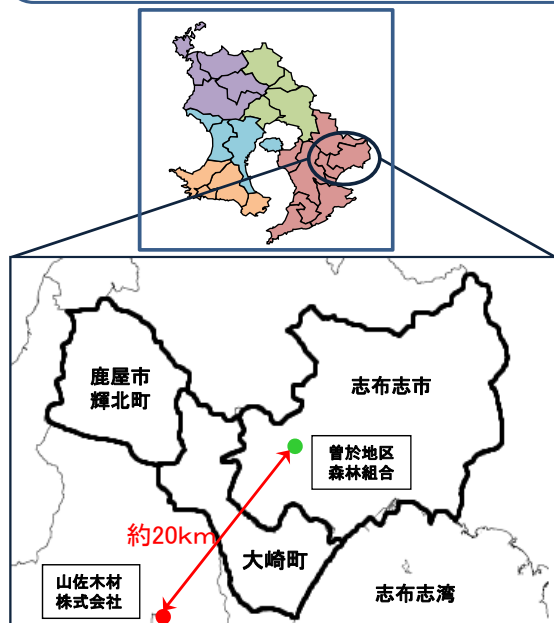 鹿屋市
輝北町
志布志市
曽於地区
森林組合
約20km
大崎町
山佐木材
株式会社
志布志湾